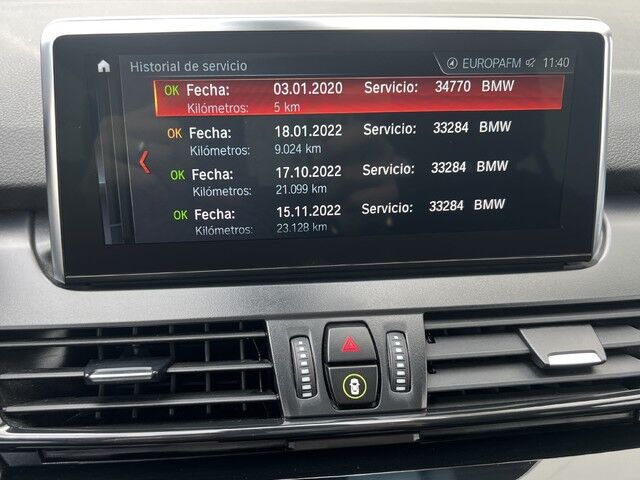 Historial de servicio EUROPAFM 11:40
OK Fecha: 03.01.2020 Servicio: 34770 BMW
Kilómetros: 5 km
OK Fecha: 18.01.2022 Servicio: 33284 BMW
Kilómetros: 9.024 km
OK Fecha: 17.10.2022 Servicio: 33284 BMW
Kilómetros: 21.099 km
OK Fecha: 15.11.2022 Servicio: 33284 BMW
Kilómetros: 23.128 km